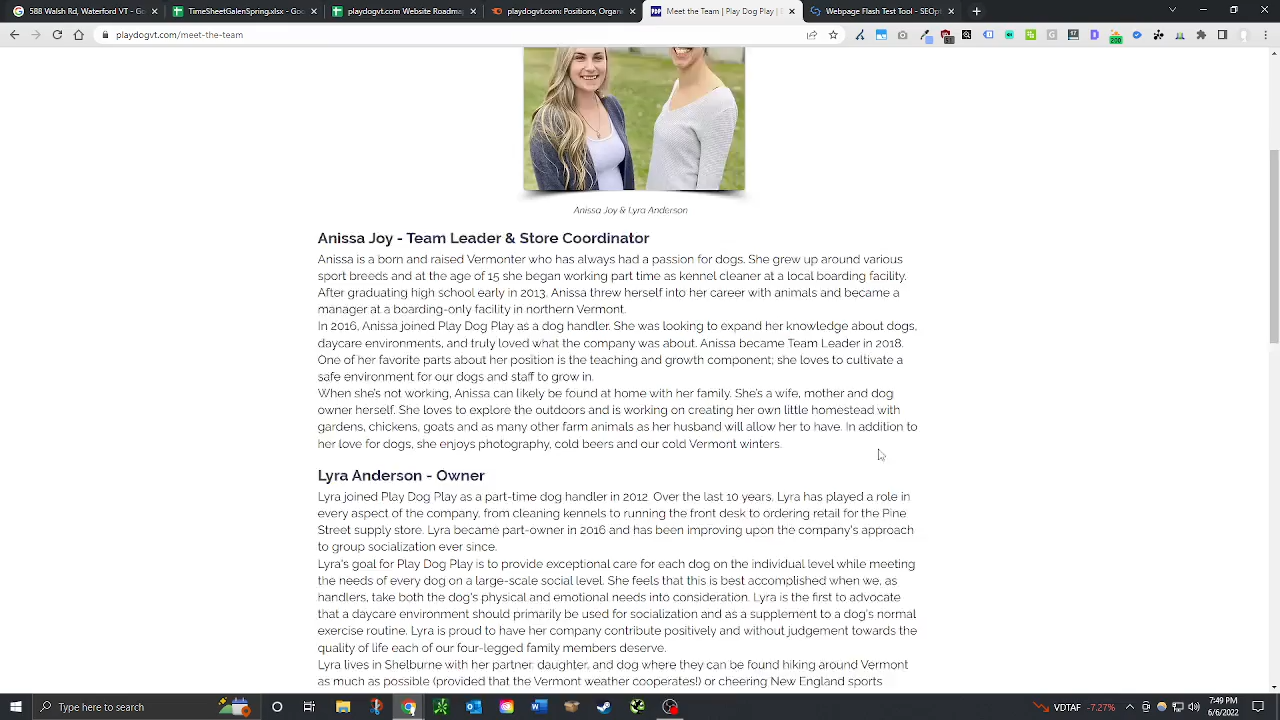 588 Walsh Rd, Waterford VT - Go
TimeSheetGalenSpring.xlsx - Go
playdogvt.com Website Roadma
playdogvt.com: Positions, Organ
Meet the Team | Play Dog Play |
Webpage Flash Test Tool - SEOp
playdogvt.com/meet-the-team
200
Anissa Joy & Lyra Anderson
Anissa Joy - Team Leader & Store Coordinator
Anissa is a born and raised Vermonter who has always had a passion for dogs. She grew up around various
sport breeds and at the age of 15 she began working part time as kennel cleaner at a local boarding facility.
After graduating high school early in 2013, Anissa threw herself into her career with animals and became a
manager at a boarding-only facility in northern Vermont.
In 2016, Anissa joined Play Dog Play as a dog handler. She was looking to expand her knowledge about dogs,
daycare environments, and truly loved what the company was about. Anissa became Team Leader in 2018.
One of her favorite parts about her position is the teaching and growth component; she loves to cultivate a
safe environment for our dogs and staff to grow in.
When she's not working, Anissa can likely be found at home with her family. She's a wife, mother and dog
owner herself. She loves to explore the outdoors and is working on creating her own little homestead with
gardens, chickens, goats and as many other farm animals as her husband will allow her to have. In addition to
her love for dogs, she enjoys photography, cold beers and our cold Vermont winters.
Lyra Anderson - Owner
Lyra joined Play Dog Play as a part-time dog handler in 2012. Over the last 10 years, Lyra has played a role in
every aspect of the company, from cleaning kennels to running the front desk to ordering retail for the Pine
Street supply store. Lyra became part-owner in 2016 and has been improving upon the company's approach
to group socialization ever since.
Lyra's goal for Play Dog Play is to provide exceptional care for each dog on the individual level while meeting
the needs of every dog on a large-scale social level. She feels that this is best accomplished when we, as
handlers, take both the dog's physical and emotional needs into consideration. Lyra is the first to advocate
that a daycare environment should primarily be used for socialization and as a supplement to a dog's normal
exercise routine. Lyra is proud to have her company contribute positively and without judgement towards the
quality of life each of our four-legged family members deserve.
Lyra lives in Shelburne with her partner, daughter, and dog where they can be found hiking around Vermont
as much as possible (provided that the Vermont weather cooperates!) or cheering New England sports
Type here to search
VDTAF -7.27%
7:49 PM
6/6/2022